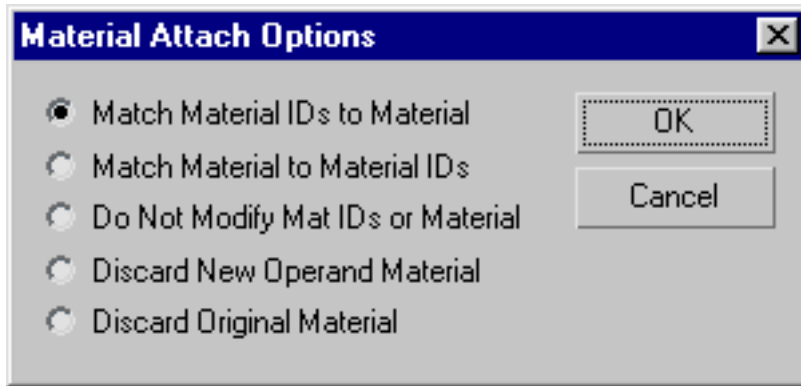 Material Attach Options
Match Material IDs to Material
OK
Match Material to Material IDs
Cancel
Do Not Modify Mat IDs or Material
Discard New Operand Material
Discard Original Material